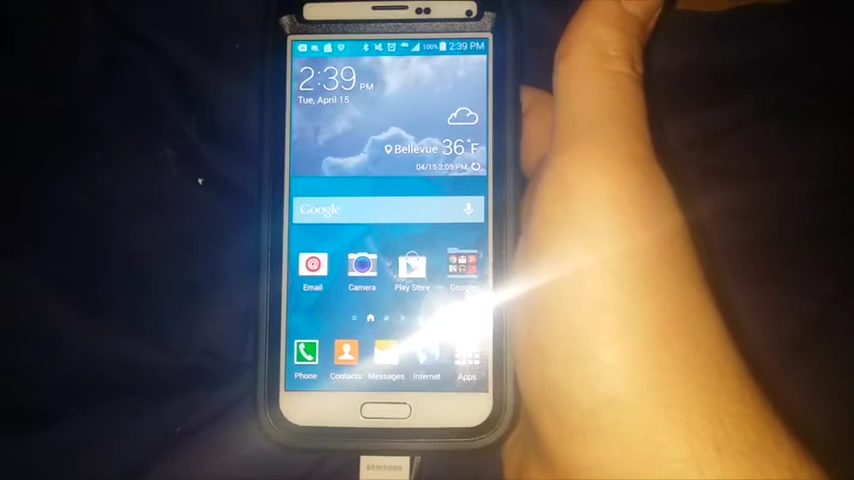 100% 2:39 PM
2:39 PM
Tue, April 15
Bellevue 36°F
04/15 2:05 PM
Google
Email Camera Play Store Google
Phone Contacts Messages Internet Apps
SAMSUNG